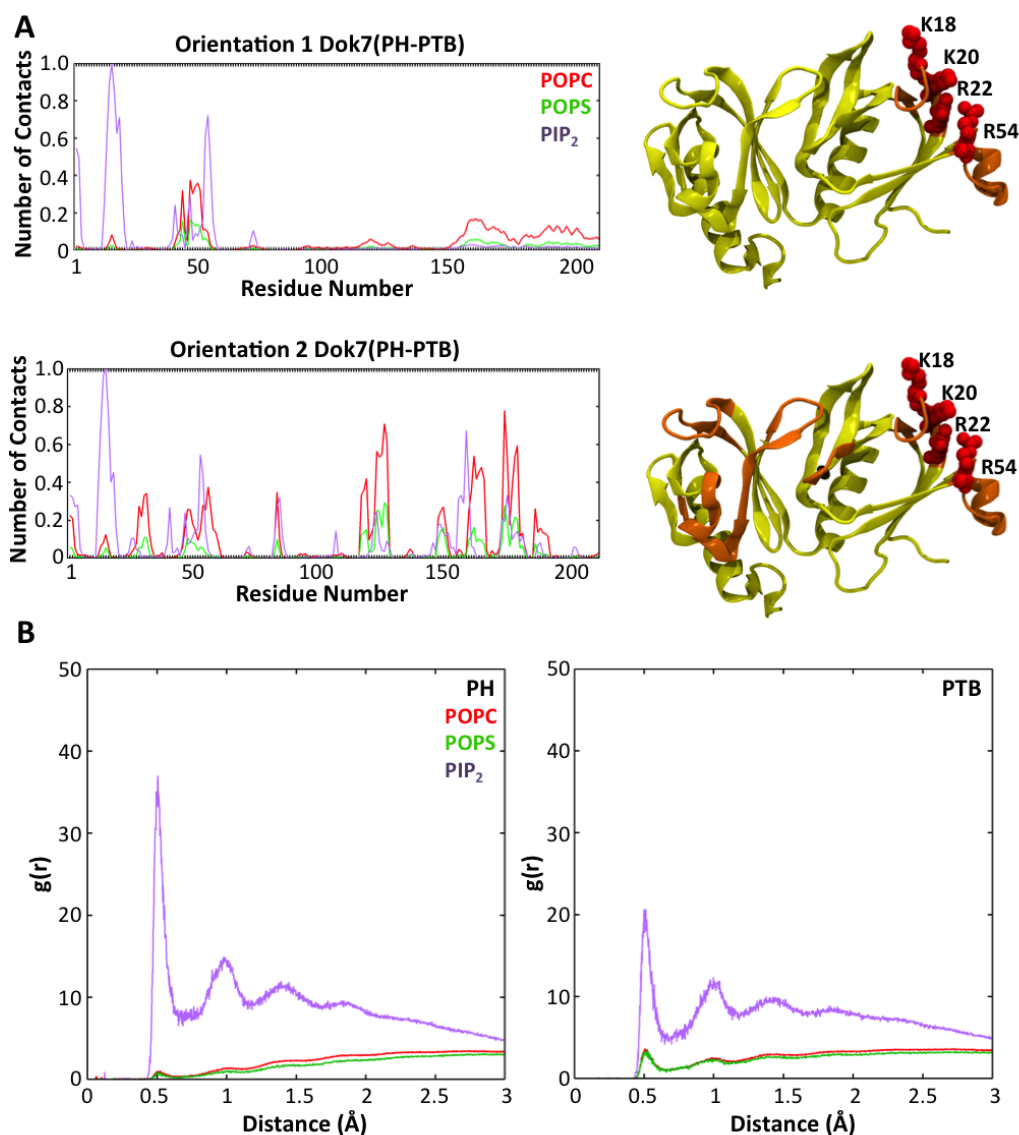 A
Orientation 1 Dok7(PH-PTB)
Number of Contacts
1.0
0.8
0.6
0.4
0.2
0
POPC
POPS
PIP₂
1
50
100
150
200
Residue Number
K18
K20
R22
R54
Orientation 2 Dok7(PH-PTB)
Number of Contacts
1.0
0.8
0.6
0.4
0.2
0
1
50
100
150
200
Residue Number
K18
K20
R22
R54
B
g(r)
50
40
30
20
10
0
PH
POPC
POPS
PIP₂
0
0.5
1
1.5
2
2.5
3
Distance (Å)
g(r)
50
40
30
20
10
0
PTB
0
0.5
1
1.5
2
2.5
3
Distance (Å)